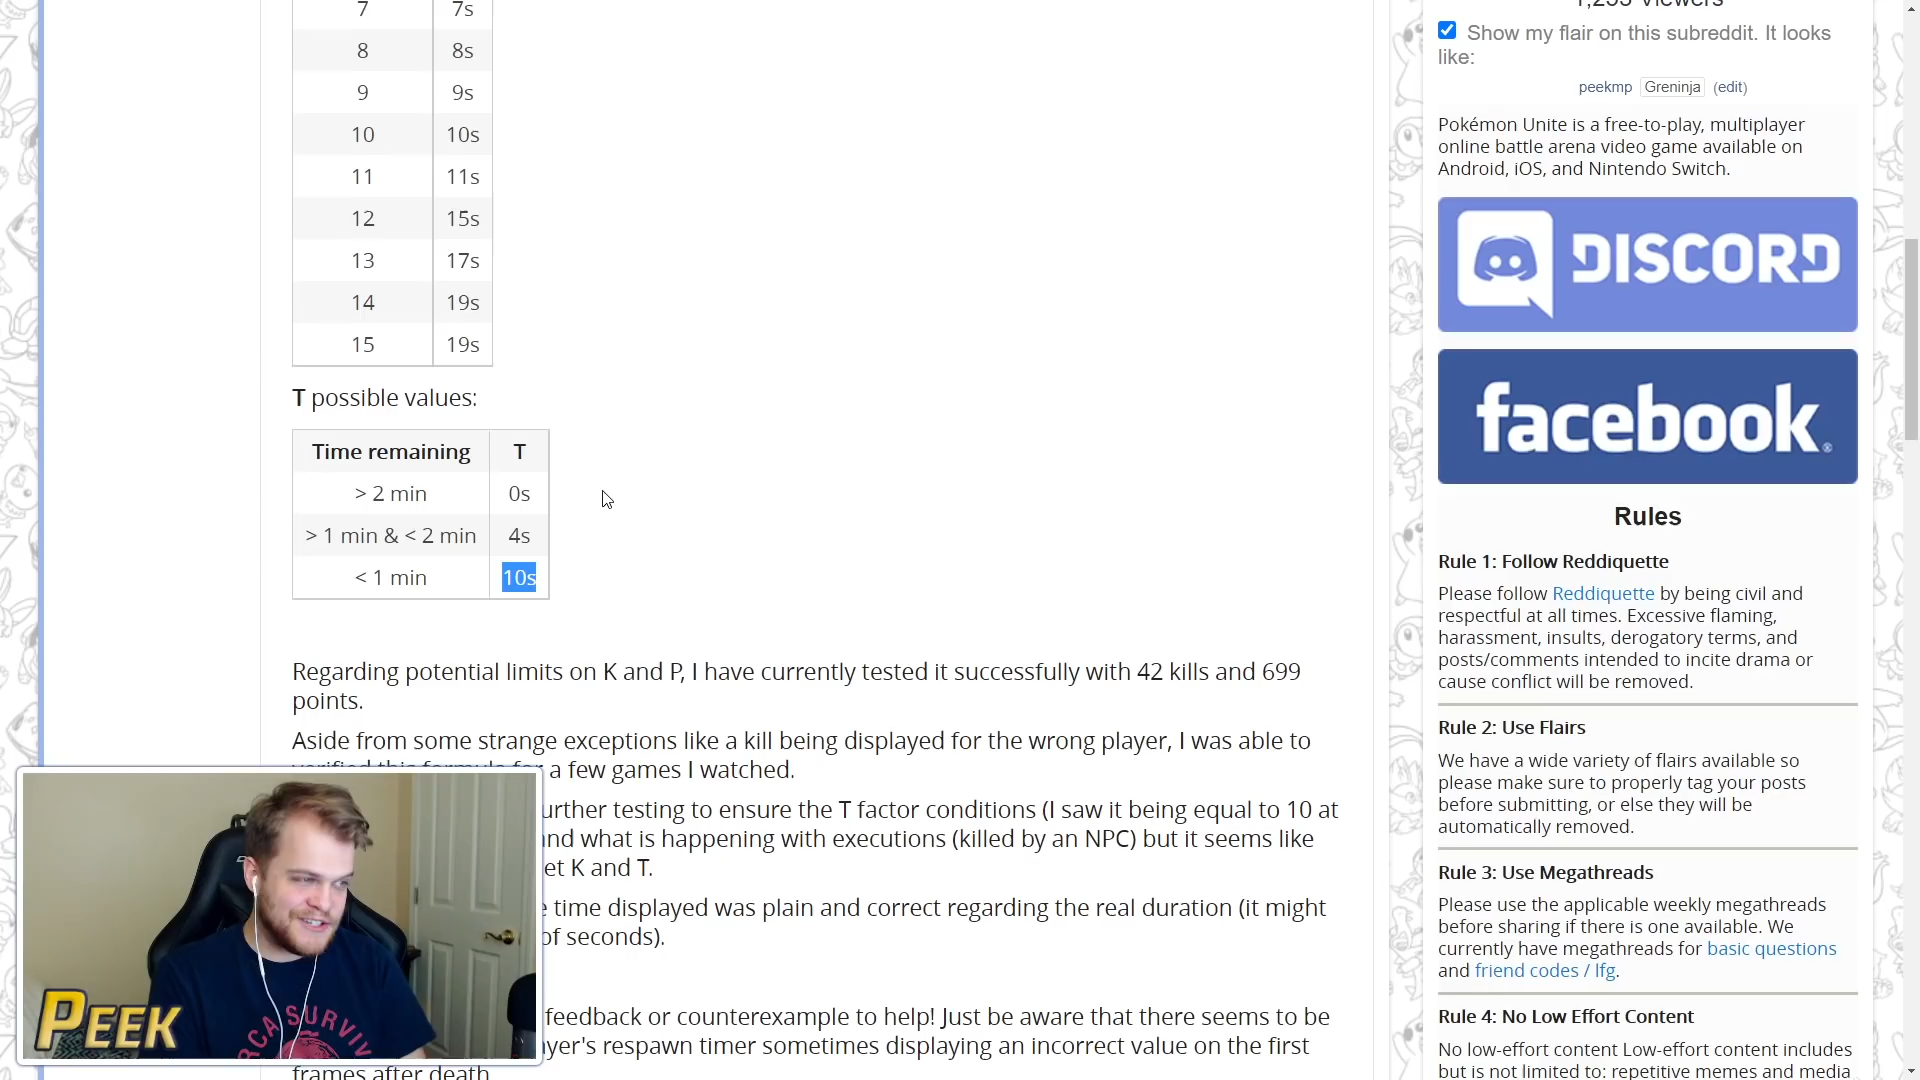 7 7s
8 8s
9 9s
10 10s
11 11s
12 15s
13 17s
14 19s
15 19s
T possible values:
Time remaining T
> 2 min 0s
> 1 min & < 2 min 4s
< 1 min 10s
Regarding potential limits on K and P, I have currently tested it successfully with 42 kills and 699
points.
Aside from some strange exceptions like a kill being displayed for the wrong player, I was able to
verified this formula for a few games I watched.
urther testing to ensure the T factor conditions (I saw it being equal to 10 at
nd what is happening with executions (killed by an NPC) but it seems like
et K and T.
e time displayed was plain and correct regarding the real duration (it might
of seconds).
feedback or counterexample to help! Just be aware that there seems to be
yer's respawn timer sometimes displaying an incorrect value on the first
frames after death
PEEK
RCA SURVIV
1,255 viewers
Show my flair on this subreddit. It looks
like:
peekmp Greninja (edit)
Pokémon Unite is a free-to-play, multiplayer
online battle arena video game available on
Android, iOS, and Nintendo Switch.
DISCORD
facebook
Rules
Rule 1: Follow Reddiquette
Please follow Reddiquette by being civil and
respectful at all times. Excessive flaming,
harassment, insults, derogatory terms, and
posts/comments intended to incite drama or
cause conflict will be removed.
Rule 2: Use Flairs
We have a wide variety of flairs available so
please make sure to properly tag your posts
before submitting, or else they will be
automatically removed.
Rule 3: Use Megathreads
Please use the applicable weekly megathreads
before sharing if there is one available. We
currently have megathreads for basic questions
and friend codes / lfg.
Rule 4: No Low Effort Content
No low-effort content Low-effort content includes
but is not limited to: repetitive memes and media